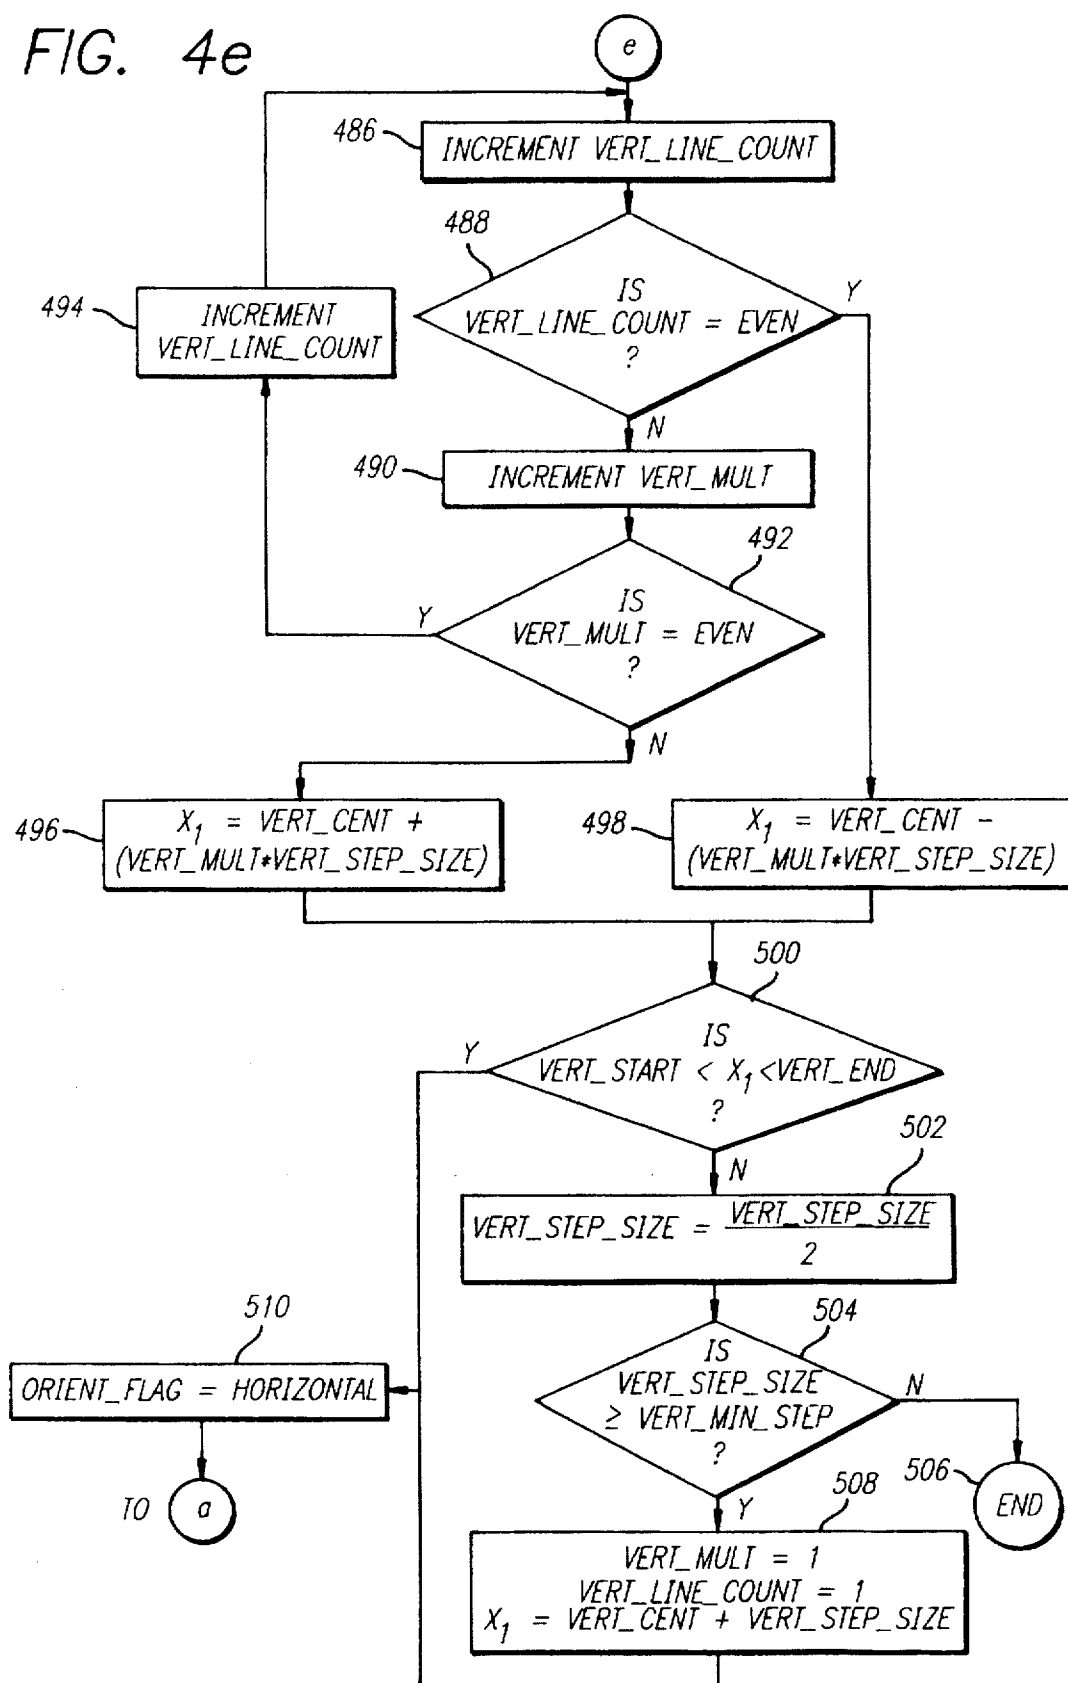 FIG. 4e
e
486
INCREMENT VERT_LINE_COUNT
488
IS
VERT_LINE_COUNT = EVEN
?
Y
494
INCREMENT
VERT_LINE_COUNT
N
490
INCREMENT VERT_MULT
492
IS
VERT_MULT = EVEN
?
Y
N
496
X1 = VERT_CENT +
(VERT_MULT*VERT_STEP_SIZE)
498
X1 = VERT_CENT -
(VERT_MULT*VERT_STEP_SIZE)
500
IS
VERT_START < X1 <VERT_END
?
Y
N
502
VERT_STEP_SIZE = VERT_STEP_SIZE
2
504
IS
VERT_STEP_SIZE
≥ VERT_MIN_STEP
?
N
Y
506
END
510
ORIENT_FLAG = HORIZONTAL
TO a
508
VERT_MULT = 1
VERT_LINE_COUNT = 1
X1 = VERT_CENT + VERT_STEP_SIZE